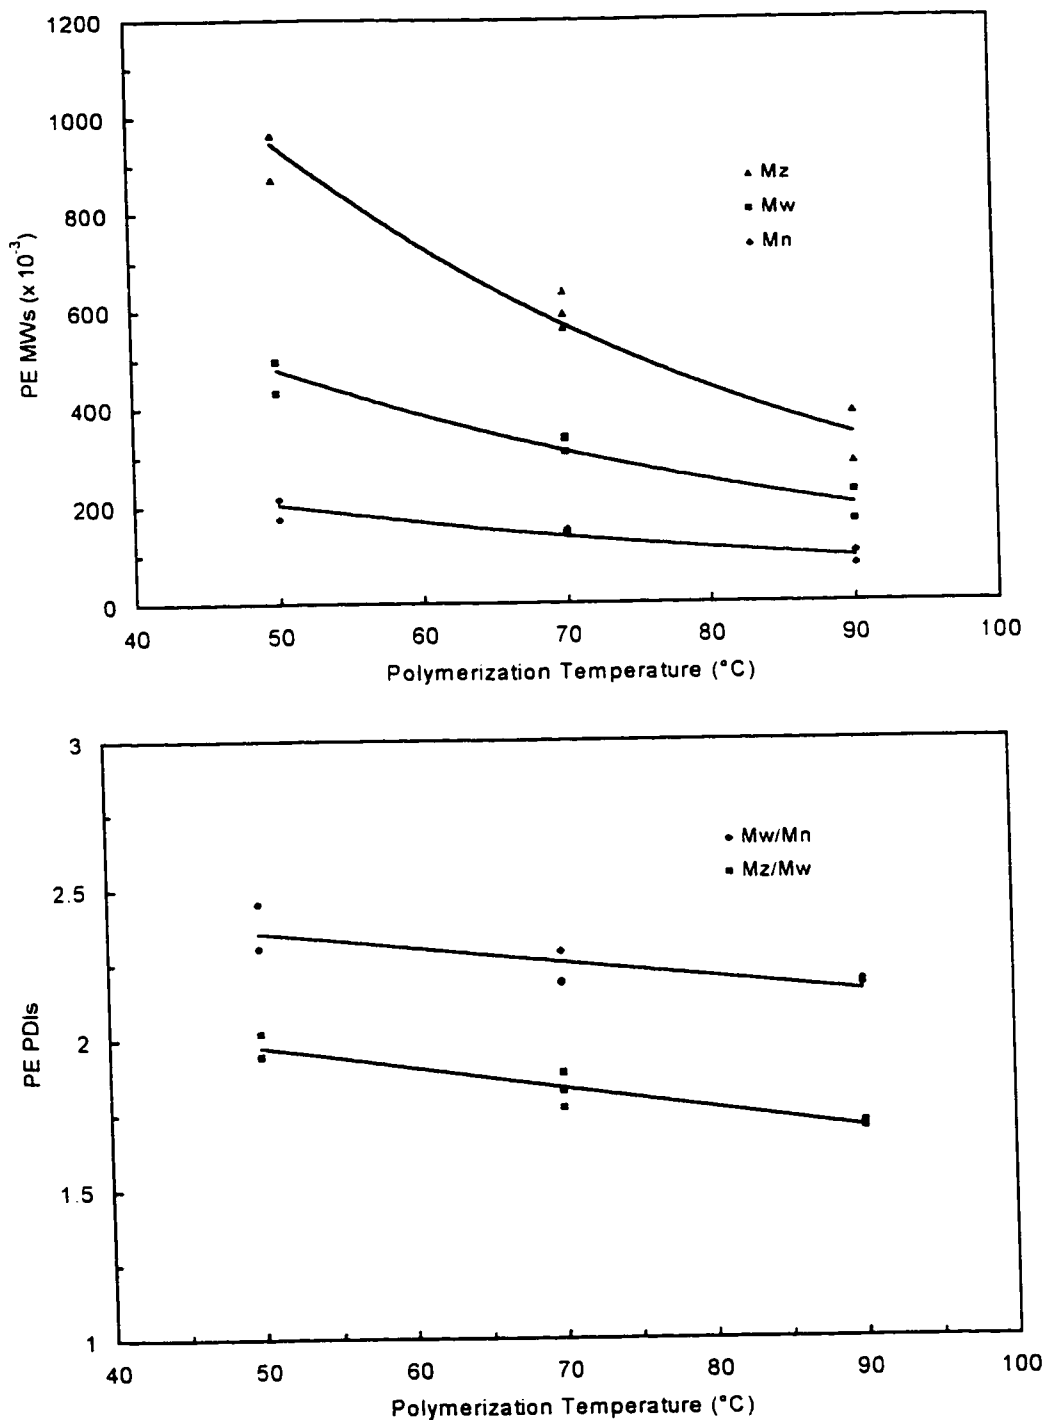 1200
1000
800
600
400
200
0
PE MWs (x 10⁻³)
Mz
Mw
Mn
40 50 60 70 80 90 100
Polymerization Temperature (°C)
3
2.5
2
1.5
1
PE PDIs
Mw/Mn
Mz/Mw
40 50 60 70 80 90 100
Polymerization Temperature (°C)